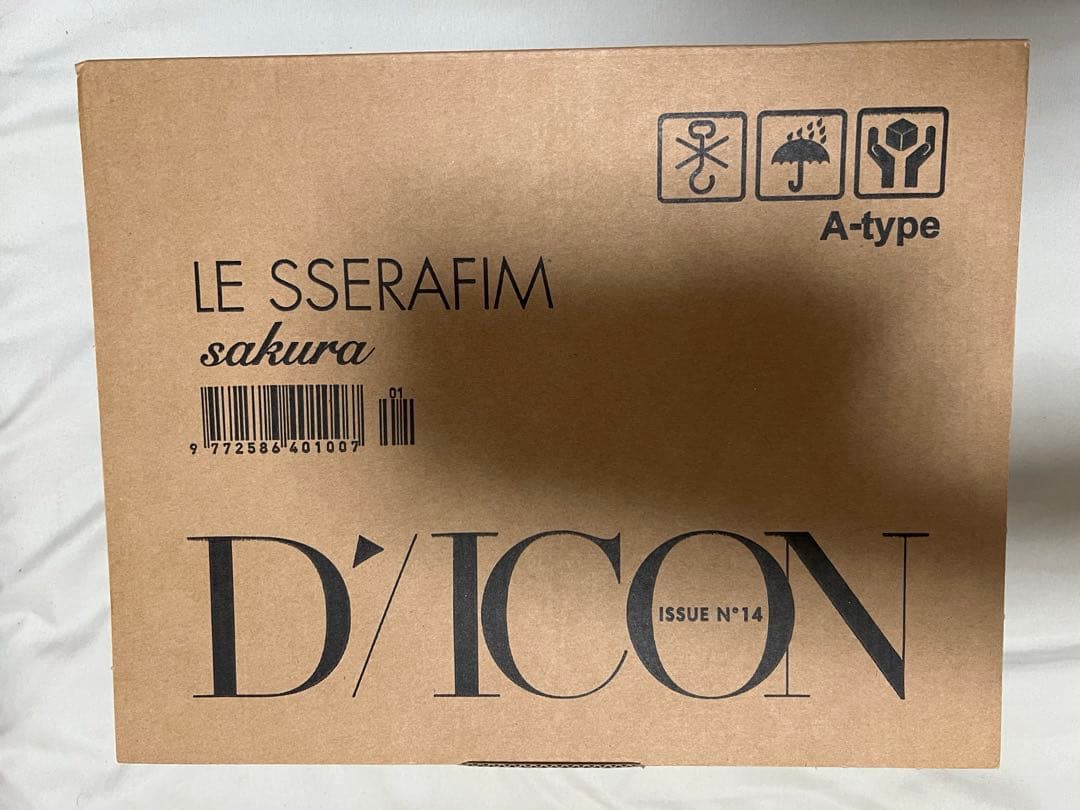 A-type
LE SSERAFIM
sakura
01
9 772586 401007
D'/ICON
ISSUE N°14